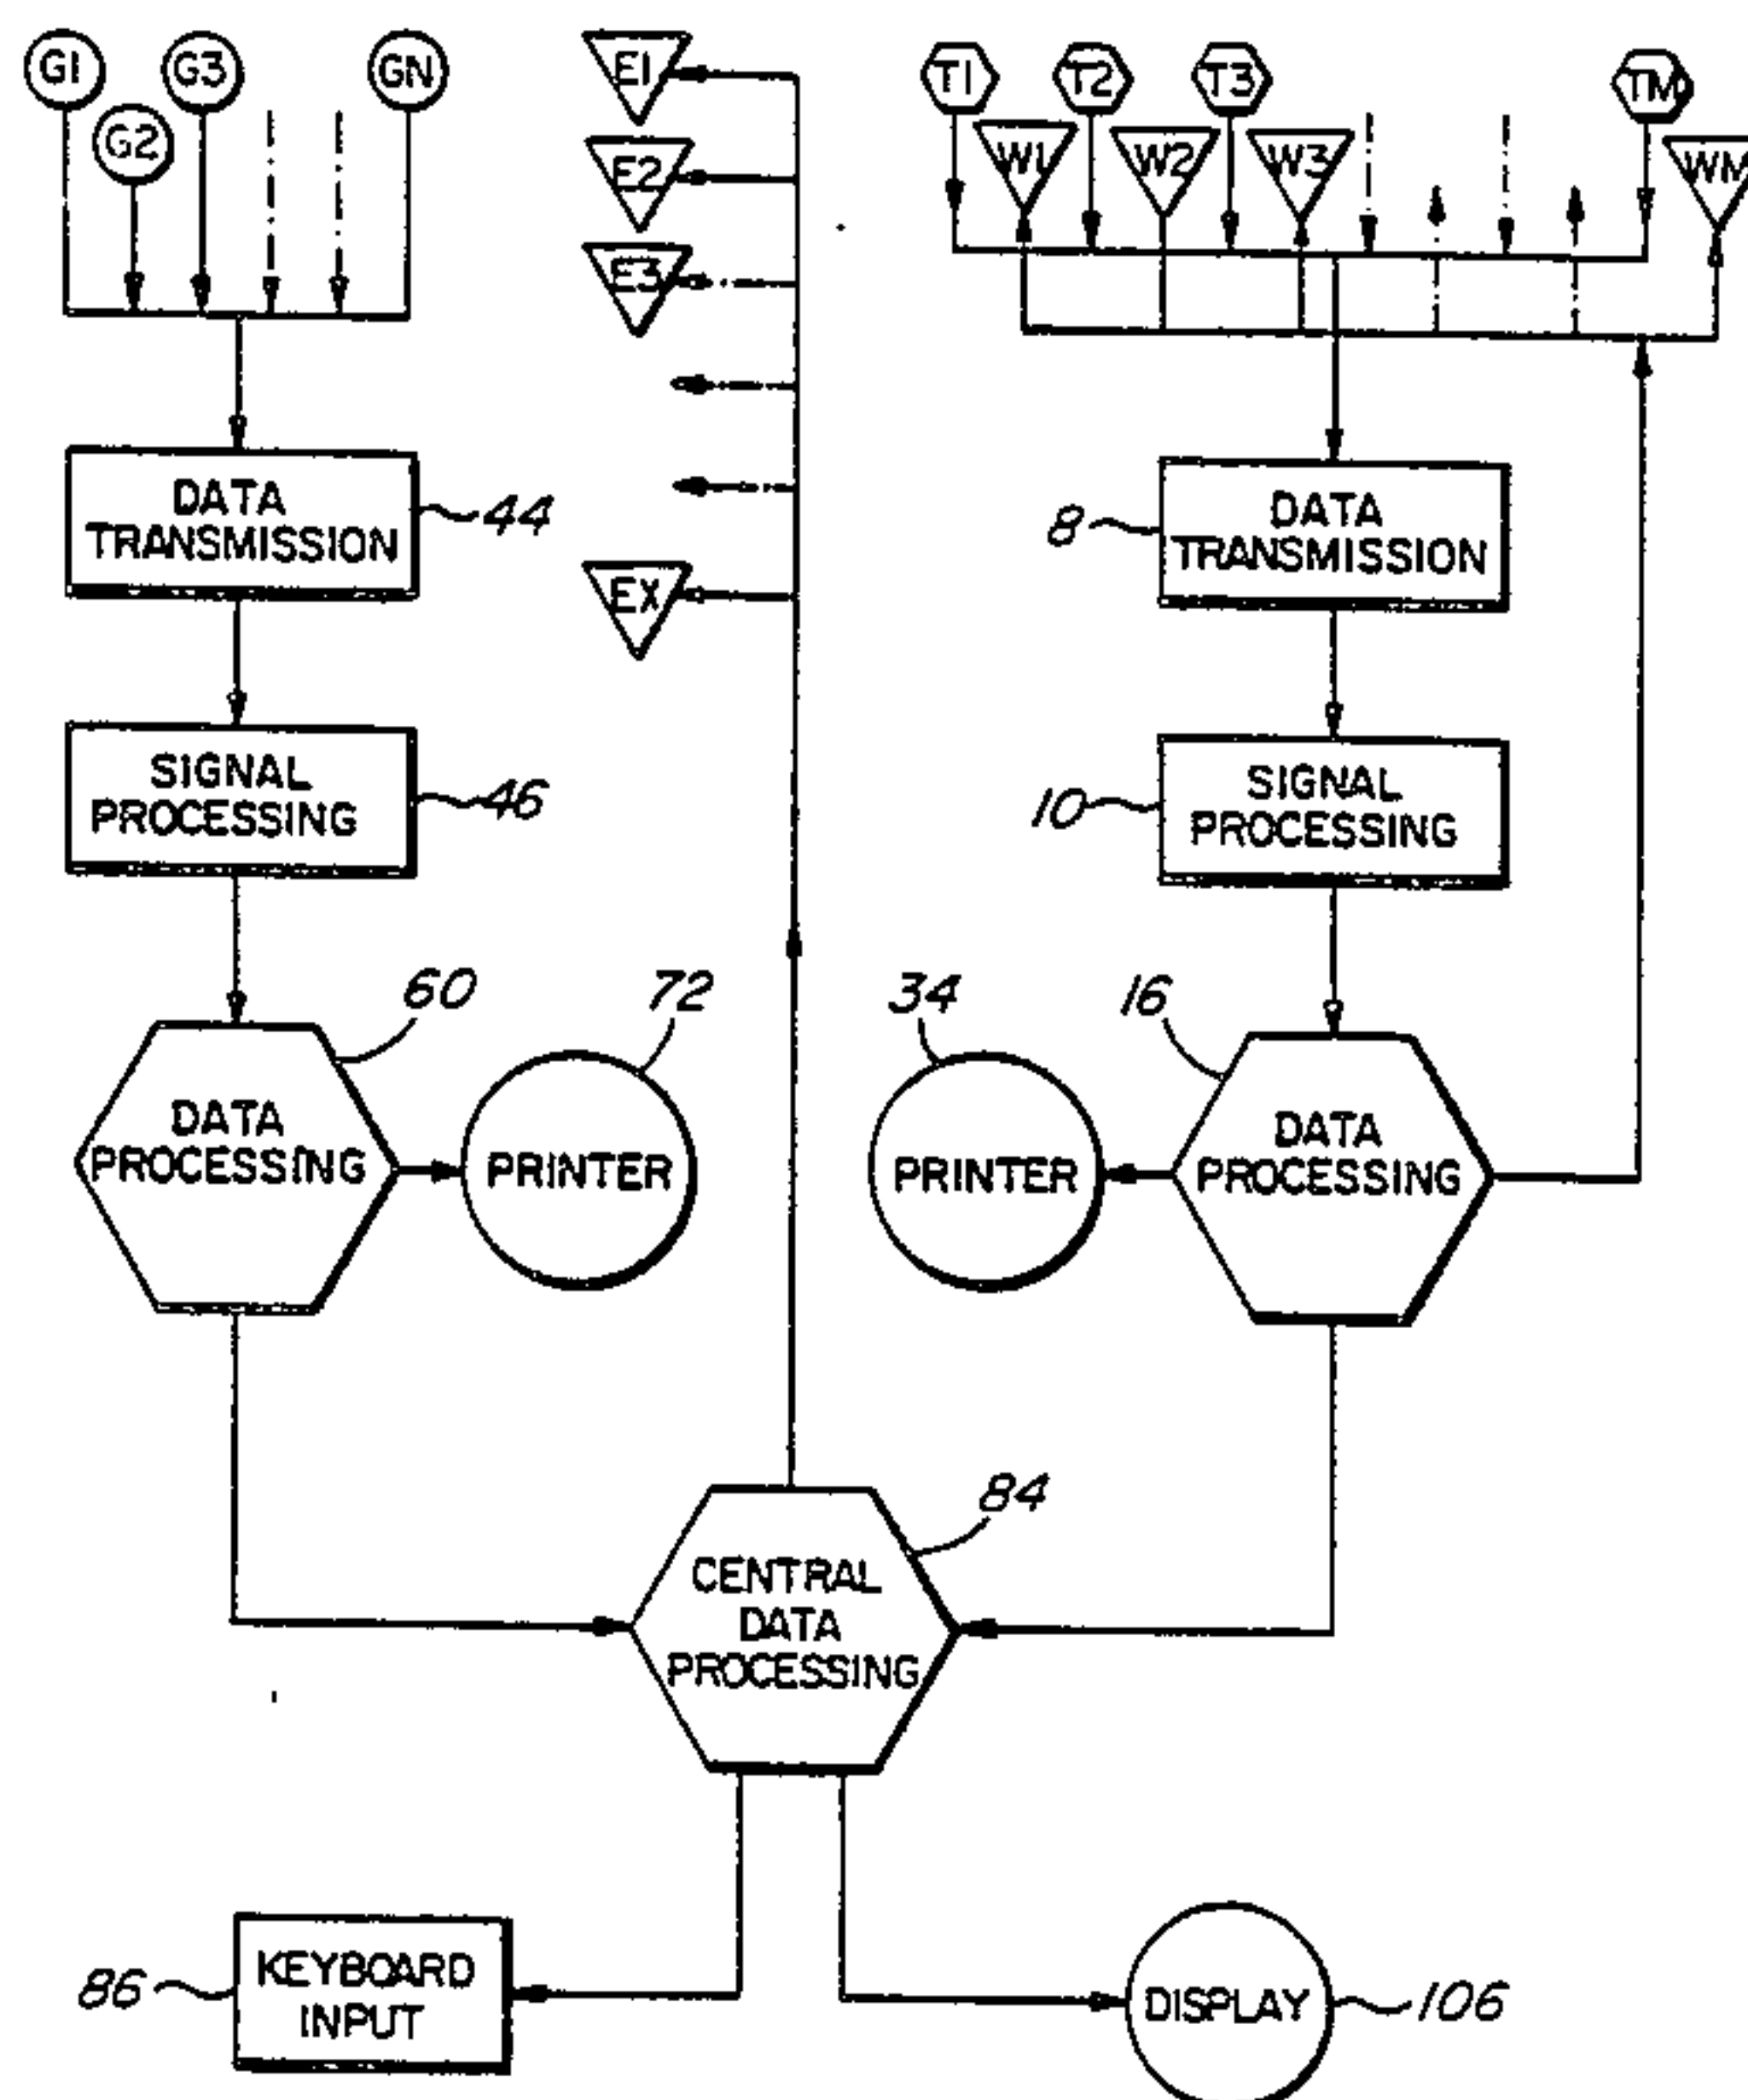 G1
G2
G3
GN
E1
E2
E3
EX
T1
T2
T3
TM
W1
W2
W3
WM
DATA
TRANSMISSION
44
DATA
TRANSMISSION
8
SIGNAL
PROCESSING
46
SIGNAL
PROCESSING
10
DATA
PROCESSING
60
PRINTER
72
PRINTER
34
DATA
PROCESSING
16
CENTRAL
DATA
PROCESSING
84
KEYBOARD
INPUT
86
DISPLAY
106